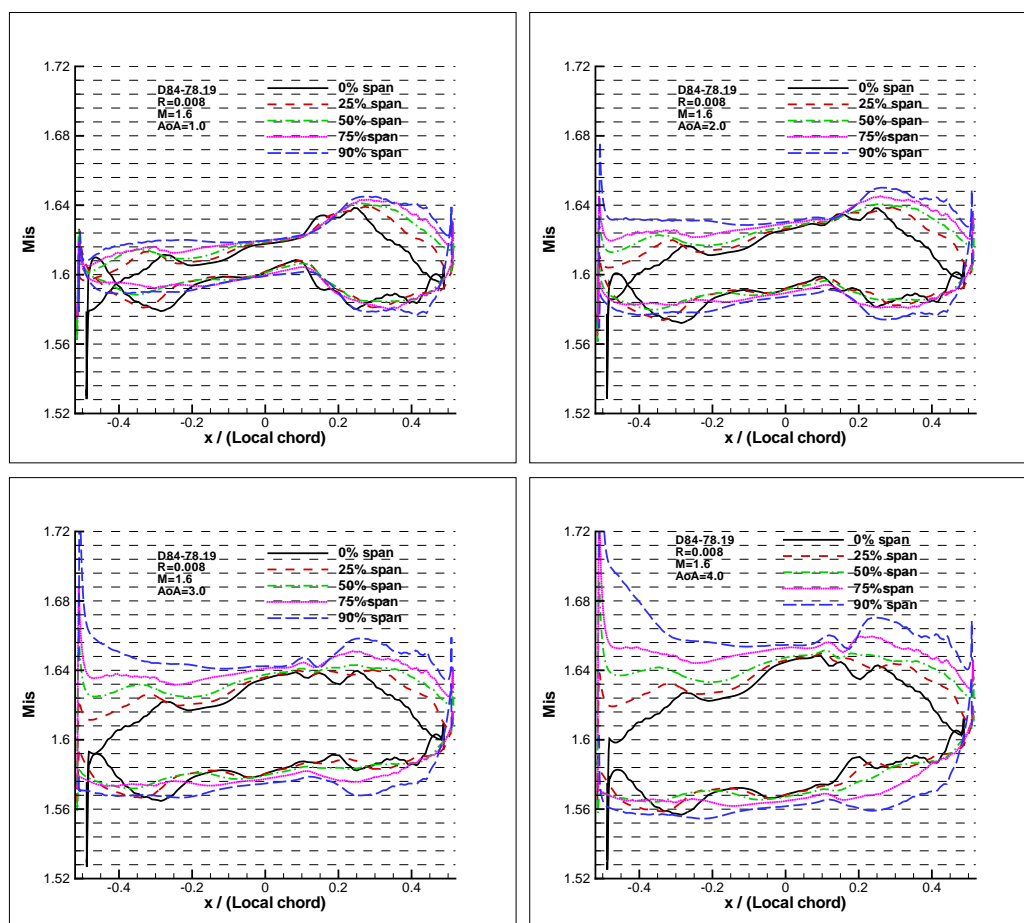 1.72
1.68
1.64
1.6
1.56
1.52
Mis
D84-78.19
R=0.008
M=1.6
AoA=1.0
0% span
25% span
50% span
75%span
90% span
-0.4
-0.2
0
0.2
0.4
x / (Local chord)
1.72
1.68
1.64
1.6
1.56
1.52
Mis
D84-78.19
R=0.008
M=1.6
AoA=2.0
0% span
25% span
50% span
75%span
90% span
-0.4
-0.2
0
0.2
0.4
x / (Local chord)
1.72
1.68
1.64
1.6
1.56
1.52
Mis
D84-78.19
R=0.008
M=1.6
AoA=3.0
0% span
25% span
50% span
75%span
90% span
-0.4
-0.2
0
0.2
0.4
x / (Local chord)
1.72
1.68
1.64
1.6
1.56
1.52
Mis
D84-78.19
R=0.008
M=1.6
AoA=4.0
0% span
25% span
50% span
75%span
90% span
-0.4
-0.2
0
0.2
0.4
x / (Local chord)